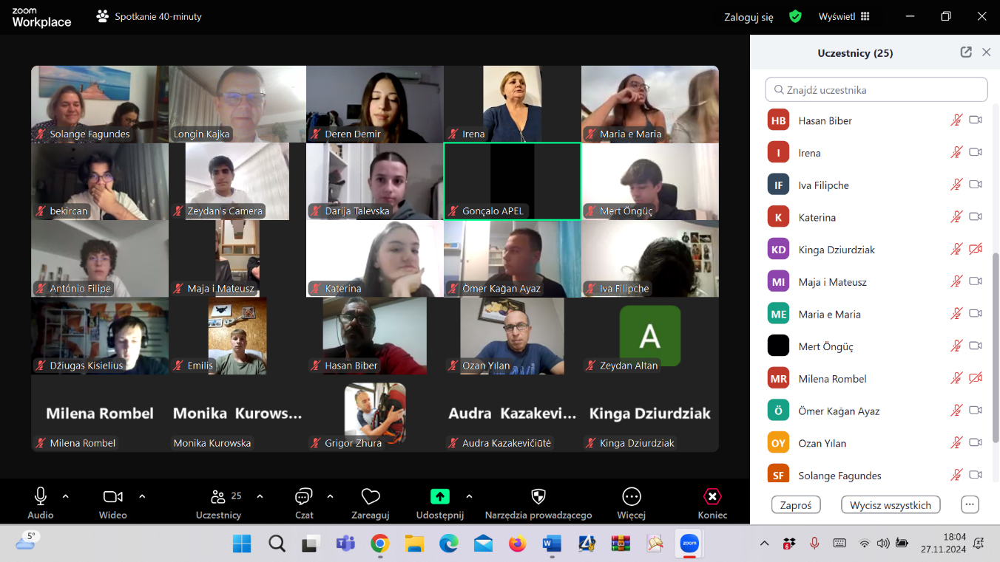 zoom
Workplace
Spotkanie 40-minuty
Zaloguj się
Wyświetl
Uczestnicy (25)
Znajdź uczestnika
Solange Fagundes
Longin Kajka
Deren Demir
Irena
Maria e Maria
bekircan
Zeydan's Camera
Darija Talevska
Gonçalo APEL
Mert Öngüç
António Filipe
Maja i Mateusz
Katerina
Ömer Kağan Ayaz
Iva Filipche
Džiugas Kisielius
Emilis
Hasan Biber
Ozan Yılan
A
Zeydan Altan
Milena Rombel
Monika Kurows...
Audra Kazakevi...
Kinga Dziurdziak
Milena Rombel
Monika Kurowska
Grigor Zhura
Audra Kazakevičiūtė
Kinga Dziurdziak
HB Hasan Biber
I Irena
IF Iva Filipche
K Katerina
KD Kinga Dziurdziak
MI Maja i Mateusz
ME Maria e Maria
Mert Öngüç
MR Milena Rombel
Ö Ömer Kağan Ayaz
OY Ozan Yılan
SF Solange Fagundes
Zaproś
Wycisz wszystkich
Audio
Wideo
25
Uczestnicy
Czat
Zareaguj
Udostępnij
Narzędzia prowadzącego
Więcej
Koniec
5°
zoom
6
18:04
27.11.2024